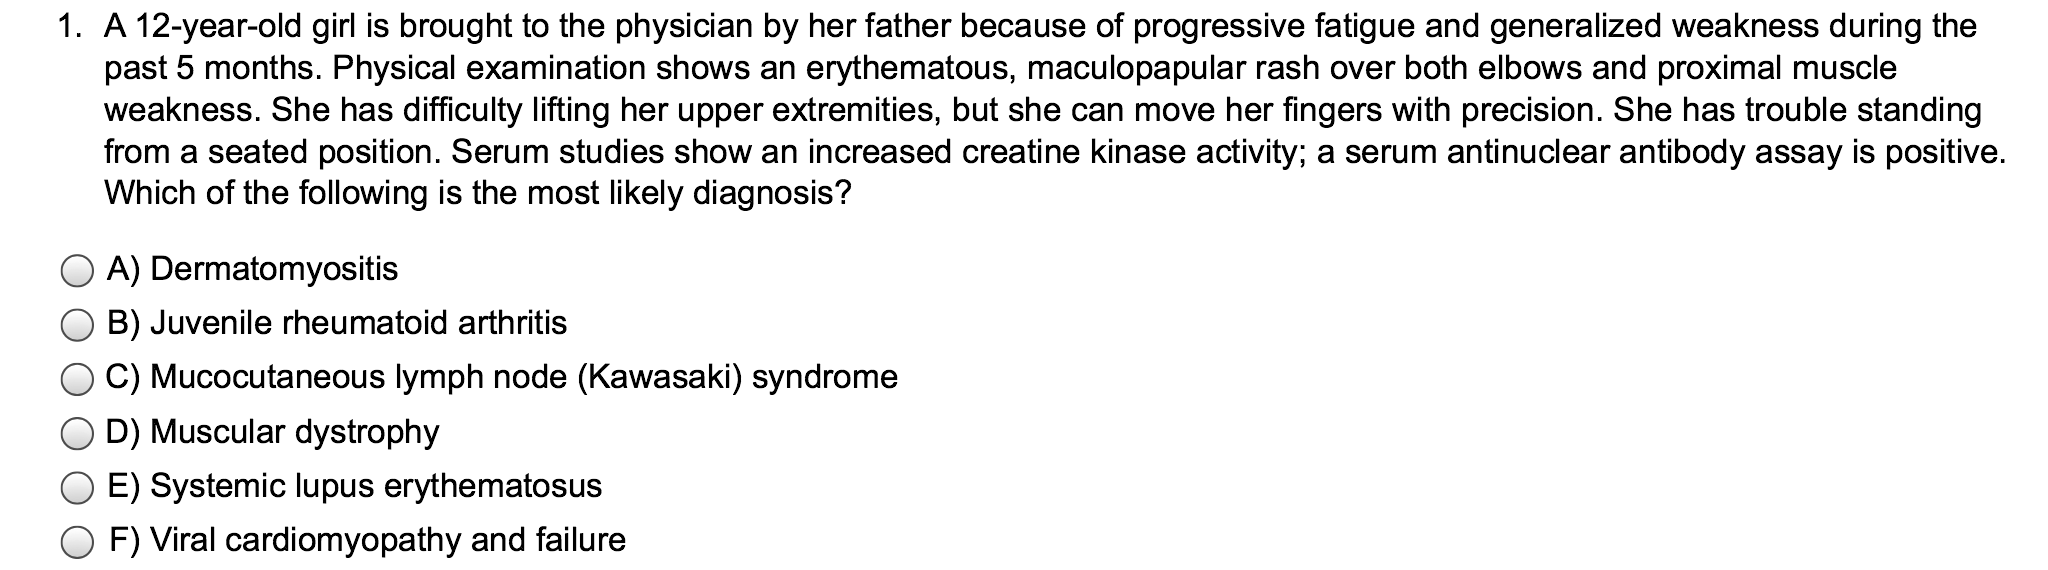 1. A 12-year-old girl is brought to the physician by her father because of progressive fatigue and generalized weakness during the
past 5 months. Physical examination shows an erythematous, maculopapular rash over both elbows and proximal muscle
weakness. She has difficulty lifting her upper extremities, but she can move her fingers with precision. She has trouble standing
from a seated position. Serum studies show an increased creatine kinase activity; a serum antinuclear antibody assay is positive.
Which of the following is the most likely diagnosis?
A) Dermatomyositis
B) Juvenile rheumatoid arthritis
C) Mucocutaneous lymph node (Kawasaki) syndrome
D) Muscular dystrophy
E) Systemic lupus erythematosus
F) Viral cardiomyopathy and failure